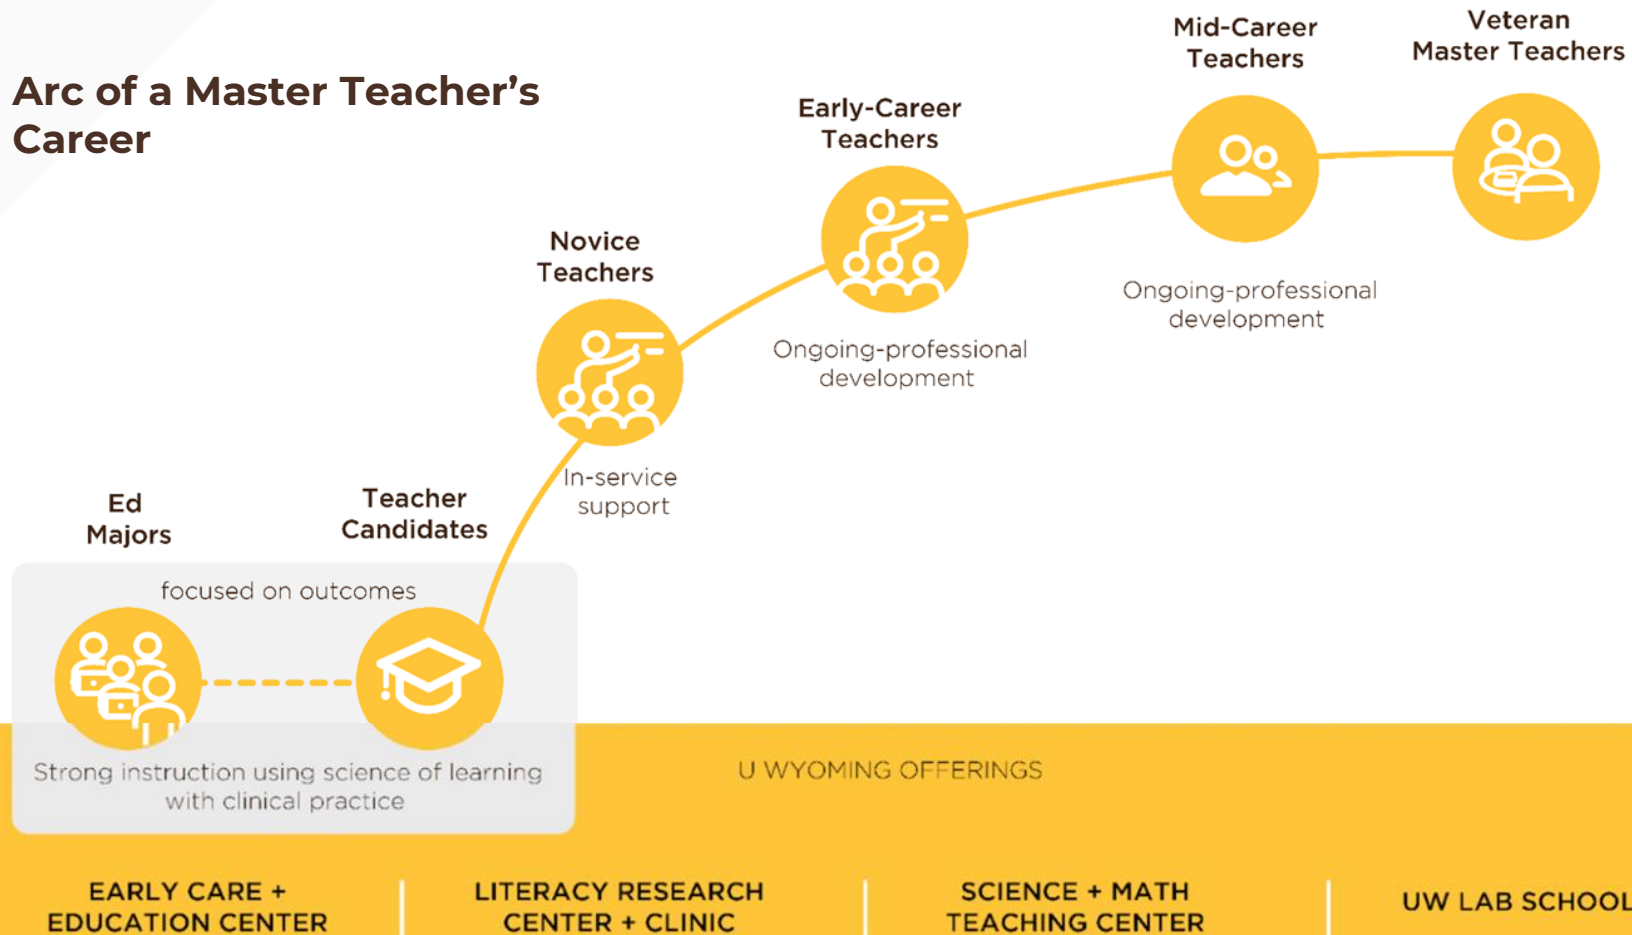 Arc of a Master Teacher's
Career
Mid-Career
Teachers
Veteran
Master Teachers
Early-Career
Teachers
Novice
Teachers
Ongoing-professional
development
Ongoing-professional
development
In-service
support
Ed
Majors
Teacher
Candidates
focused on outcomes
Strong instruction using science of learning
with clinical practice
U WYOMING OFFERINGS
EARLY CARE +
EDUCATION CENTER
LITERACY RESEARCH
CENTER + CLINIC
SCIENCE + MATH
TEACHING CENTER
UW LAB SCHOOL